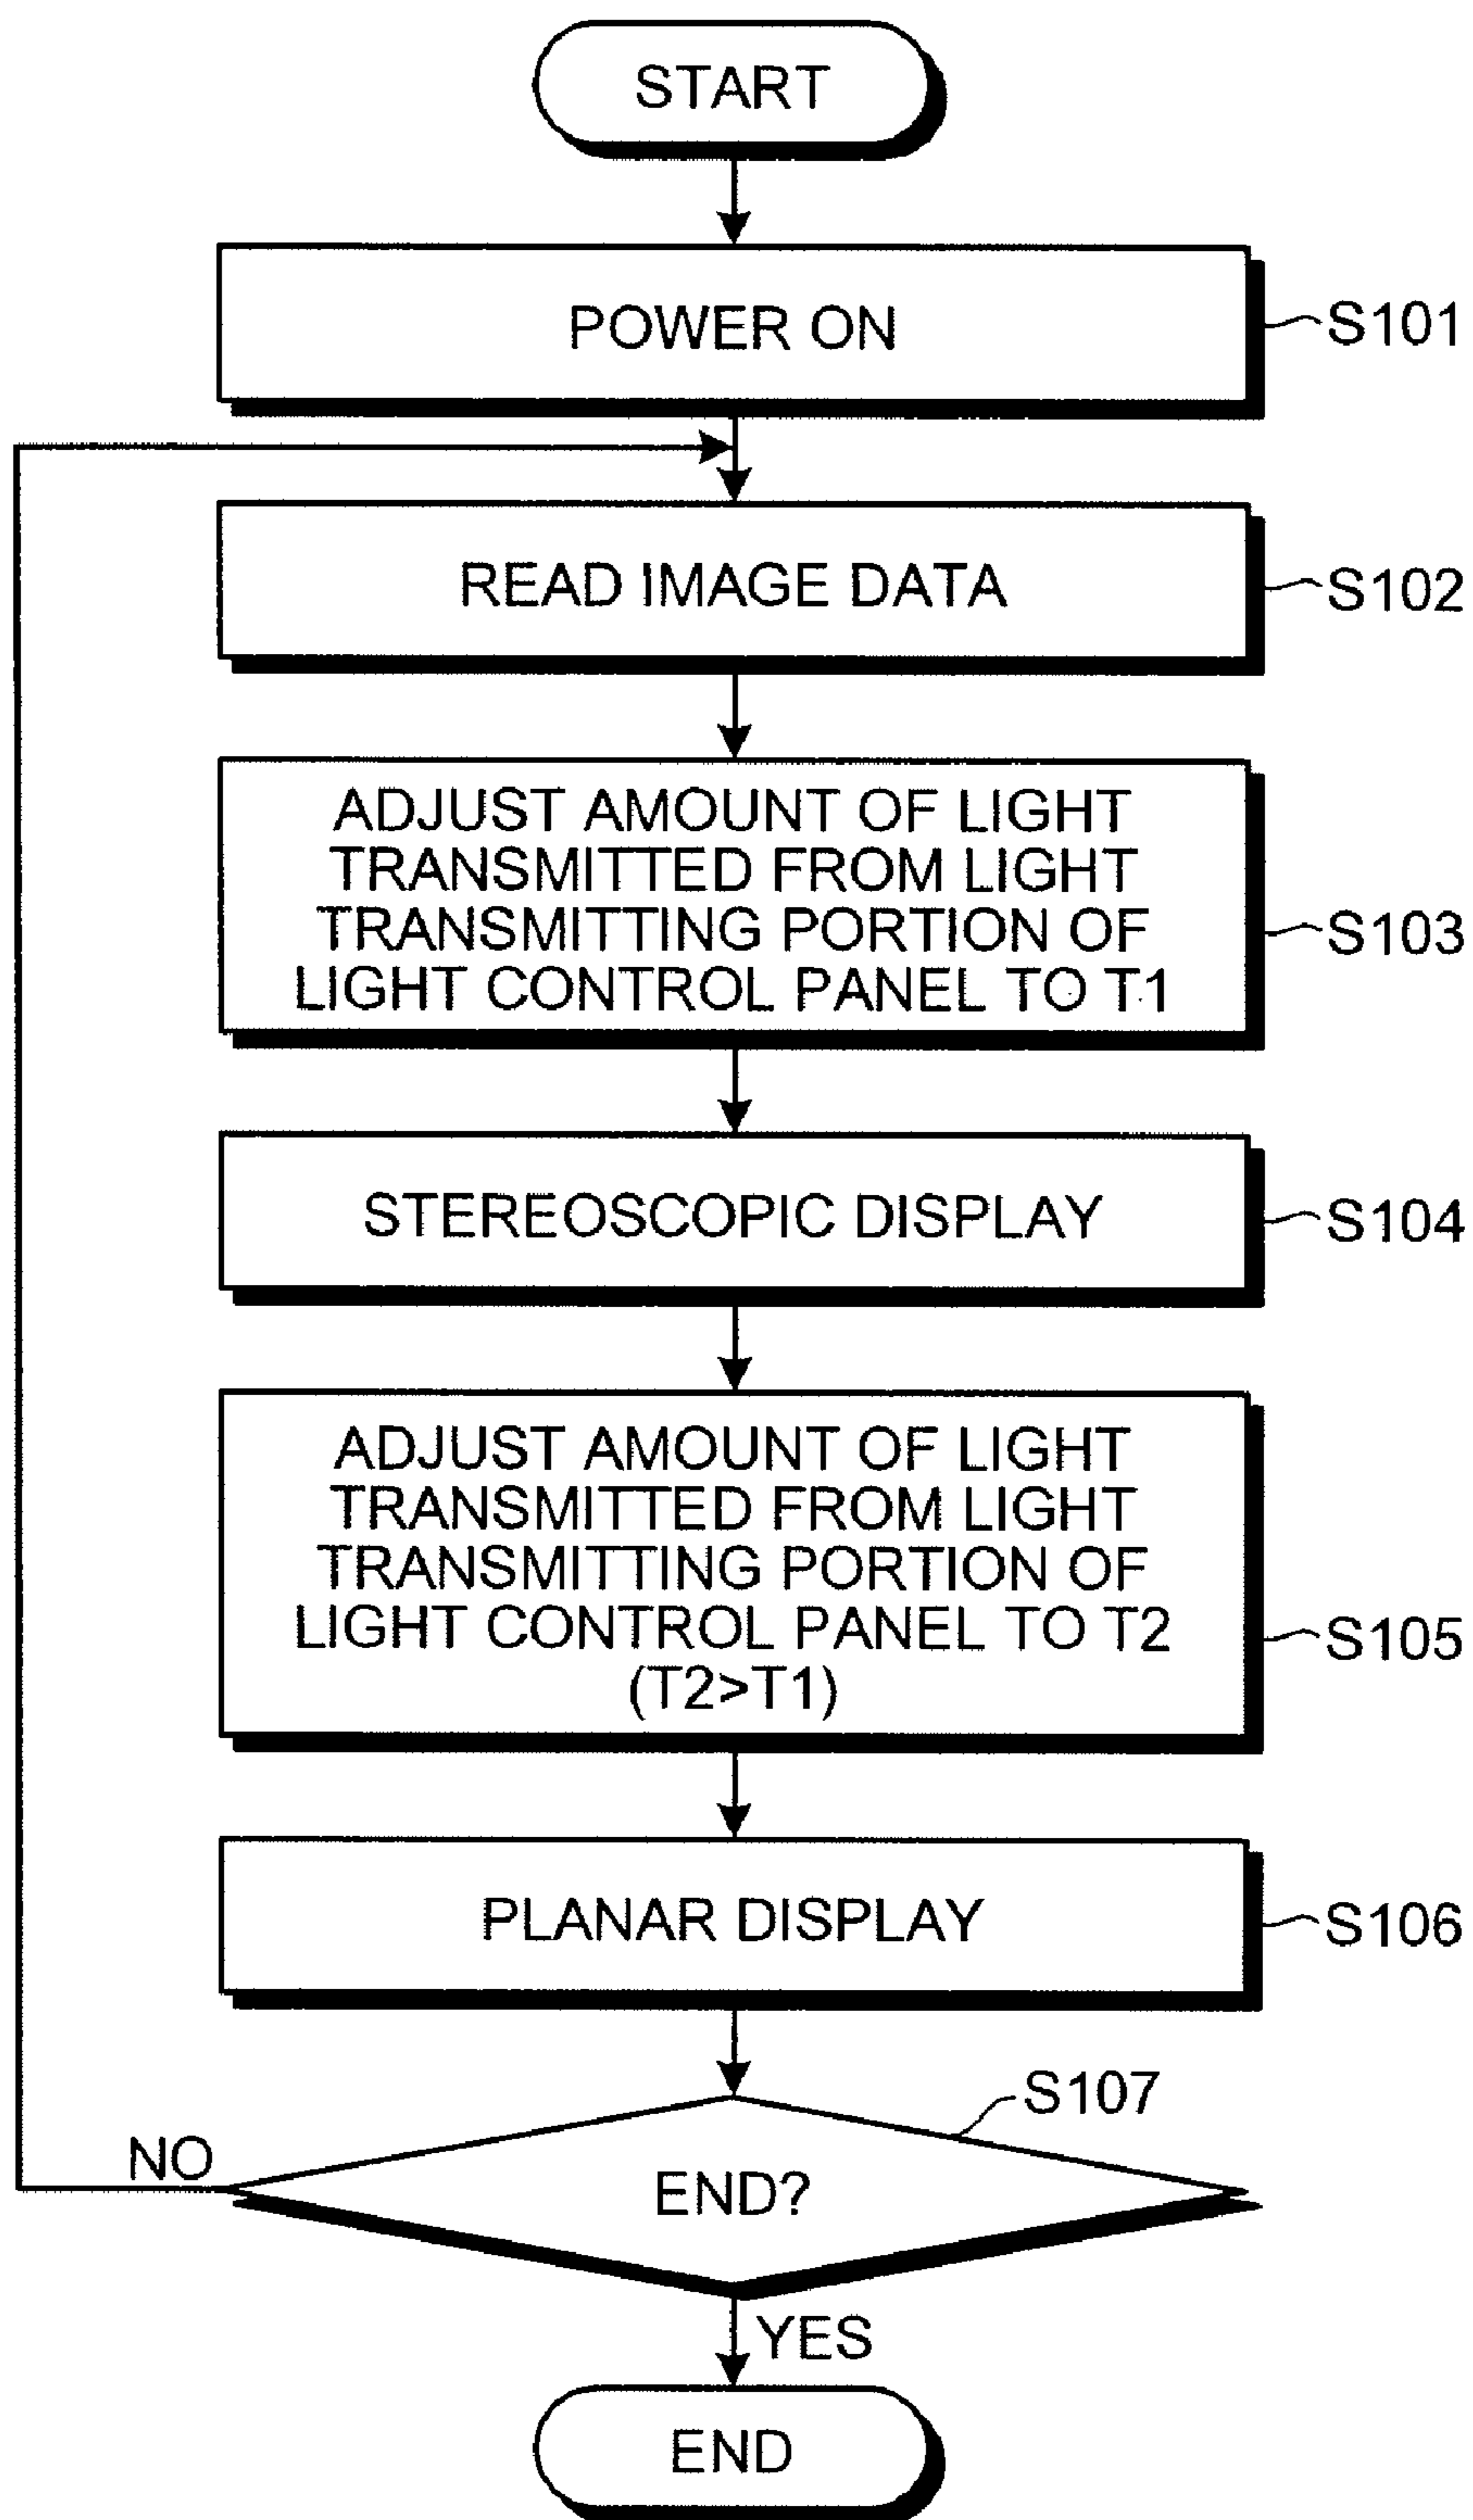 START
POWER ON
S101
READ IMAGE DATA
S102
ADJUST AMOUNT OF LIGHT
TRANSMITTED FROM LIGHT
TRANSMITTING PORTION OF
LIGHT CONTROL PANEL TO T1
S103
STEREOSCOPIC DISPLAY
S104
ADJUST AMOUNT OF LIGHT
TRANSMITTED FROM LIGHT
TRANSMITTING PORTION OF
LIGHT CONTROL PANEL TO T2
(T2>T1)
S105
PLANAR DISPLAY
S106
S107
NO
END?
YES
END